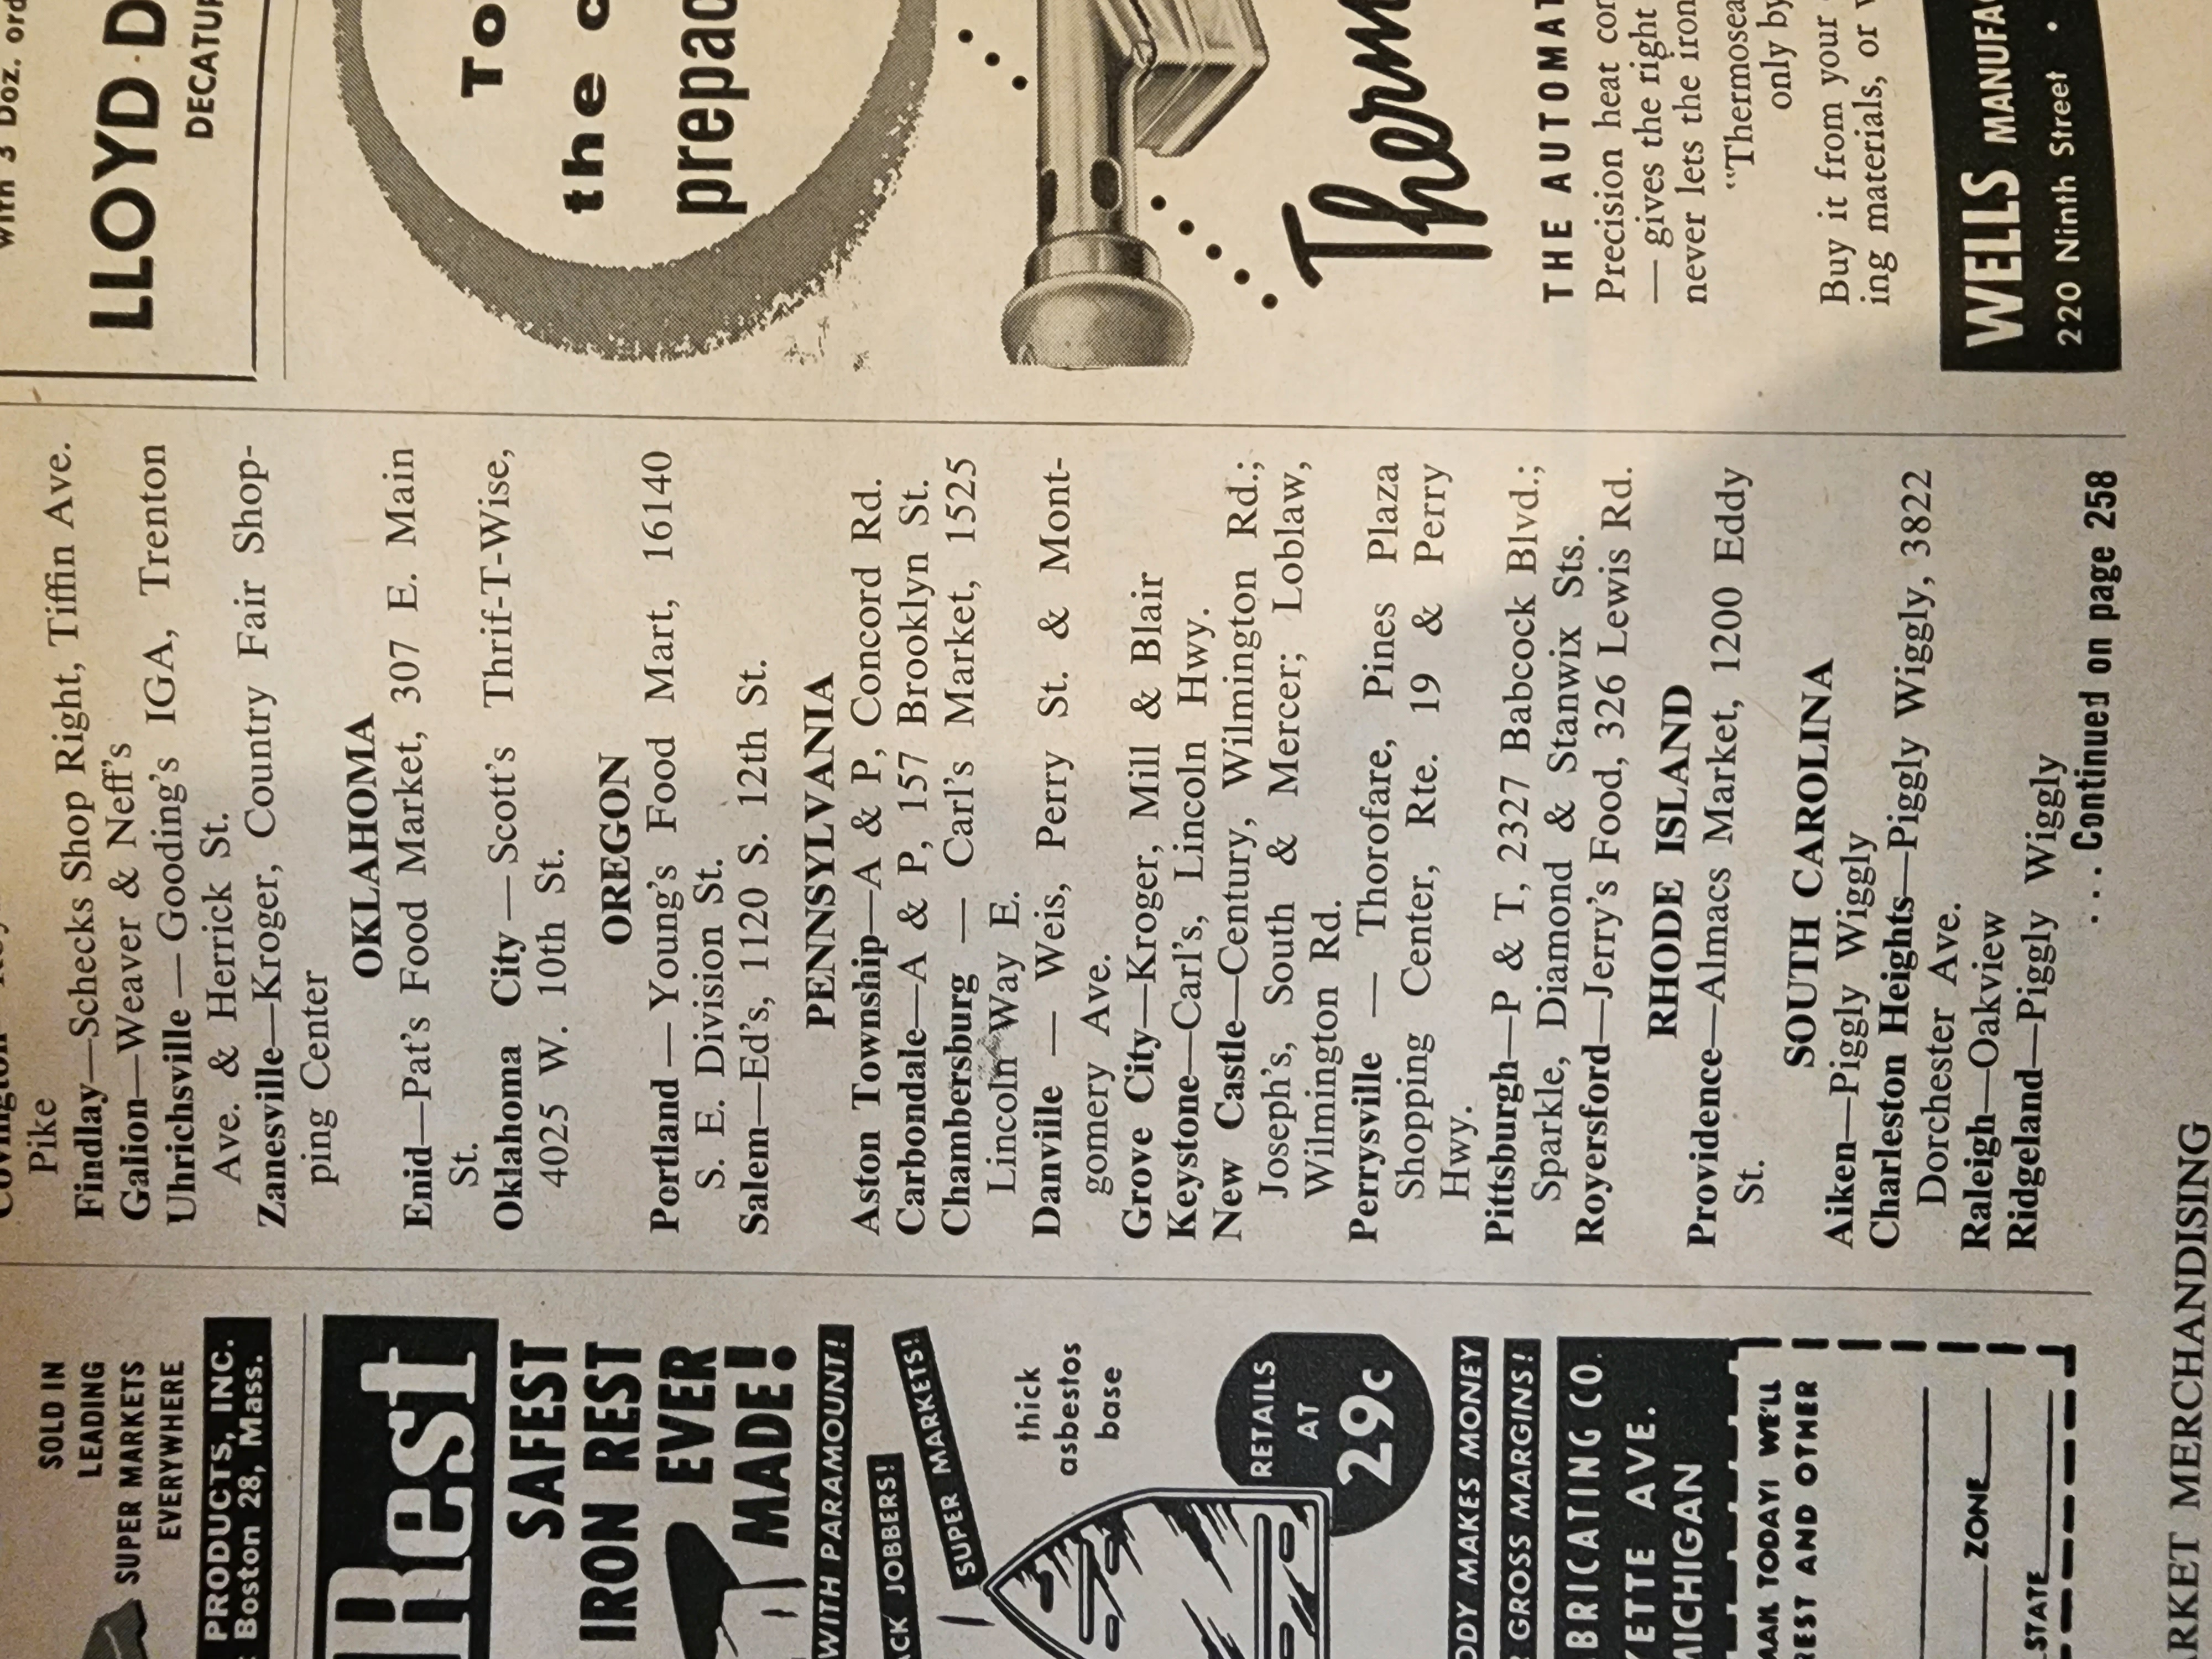 SOLD IN
LEADING
SUPER MARKETS
EVERYWHERE
PRODUCTS, INC.
Boston 28, Mass.
Rest
SAFEST
IRON REST
EVER
MADE!
WITH PARAMOUNT!
JOBBERS!
SUPER MARKETS!
thick
asbestos
base
RETAILS
AT
29c
MAKES MONEY
GROSS MARGINS!
CO.
AVE.
MICHIGAN
TODAY! WE'LL
AND OTHER
ZONE
STATE
Pike
Findlay—Schecks Shop Right, Tiffin Ave.
Galion—Weaver & Neff's
Uhrichsville — Gooding's IGA, Trenton
Ave. & Herrick St.
Zanesville—Kroger, Country Fair Shop-
ping Center
OKLAHOMA
Enid—Pat's Food Market, 307 E. Main
St.
Oklahoma City — Scott's Thrif-T-Wise,
4025 W. 10th St.
OREGON
Portland — Young's Food Mart, 16140
S. E. Division St.
Salem—Ed's, 1120 S. 12th St.
PENNSYLVANIA
Aston Township—A & P, Concord Rd.
Carbondale—A & P, 157 Brooklyn St.
Chambersburg — Carl's Market, 1525
Lincoln Way E.
Danville — Weis, Perry St. & Mont-
gomery Ave.
Grove City—Kroger, Mill & Blair
Keystone—Carl's, Lincoln Hwy.
New Castle—Century, Wilmington Rd.;
Joseph's, South & Mercer; Loblaw,
Wilmington Rd.
Perrysville — Thorofare, Pines Plaza
Shopping Center, Rte. 19 & Perry
Hwy.
Pittsburgh—P & T, 2327 Babcock Blvd.;
Sparkle, Diamond & Stanwix Sts.
Royersford—Jerry's Food, 326 Lewis Rd.
RHODE ISLAND
Providence—Almacs Market, 1200 Eddy
St.
SOUTH CAROLINA
Aiken—Piggly Wiggly
Charleston Heights—Piggly Wiggly, 3822
Dorchester Ave.
Raleigh—Oakview
Ridgeland—Piggly Wiggly
. . . Continued on page 258
with 3 Doz.
LLOYD
To
the
THE
Precision heat
— gives the right
never lets the iron
only by
Buy it from your
ing materials, or
WELLS
220 Ninth Street •
MERCHANDISING